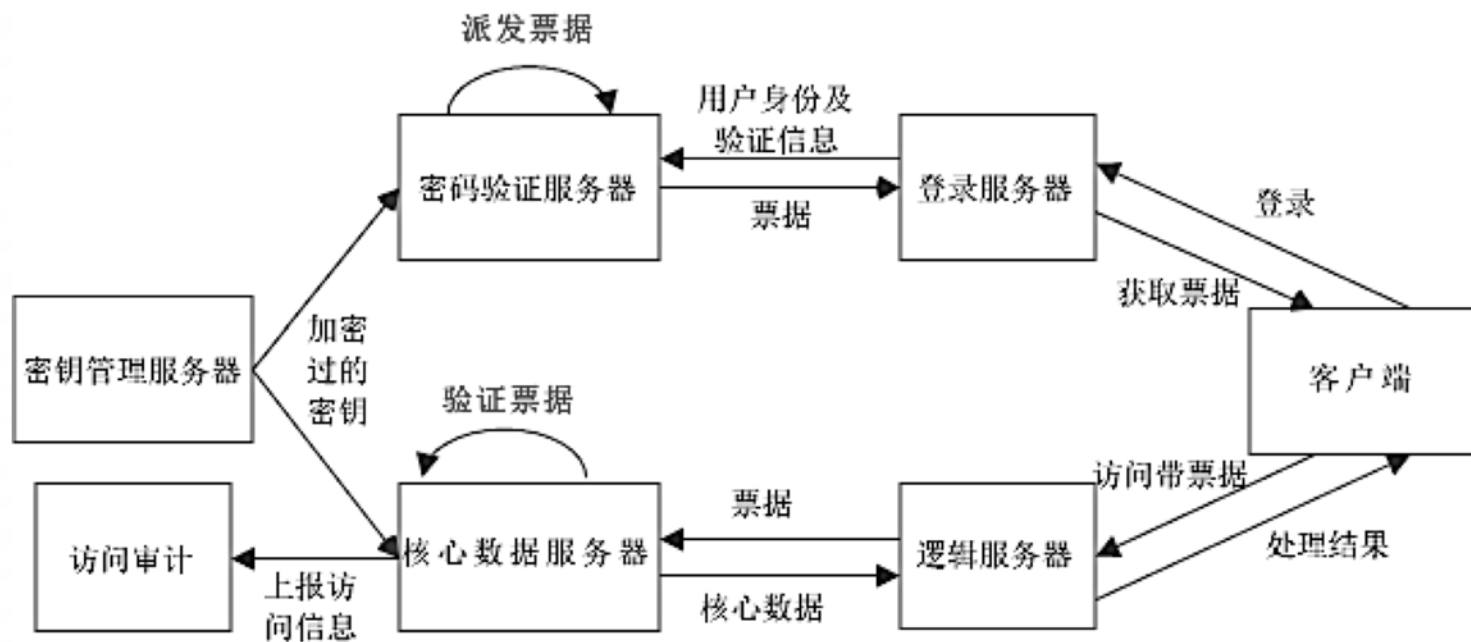 派发票据
用户身份及
验证信息
密码验证服务器
登录服务器
票据
登录
获取票据
密钥管理服务器
加密
过的
密钥
客户端
验证票据
访问带票据
访问审计
核心数据服务器
票据
逻辑服务器
处理结果
上报访
问信息
核心数据